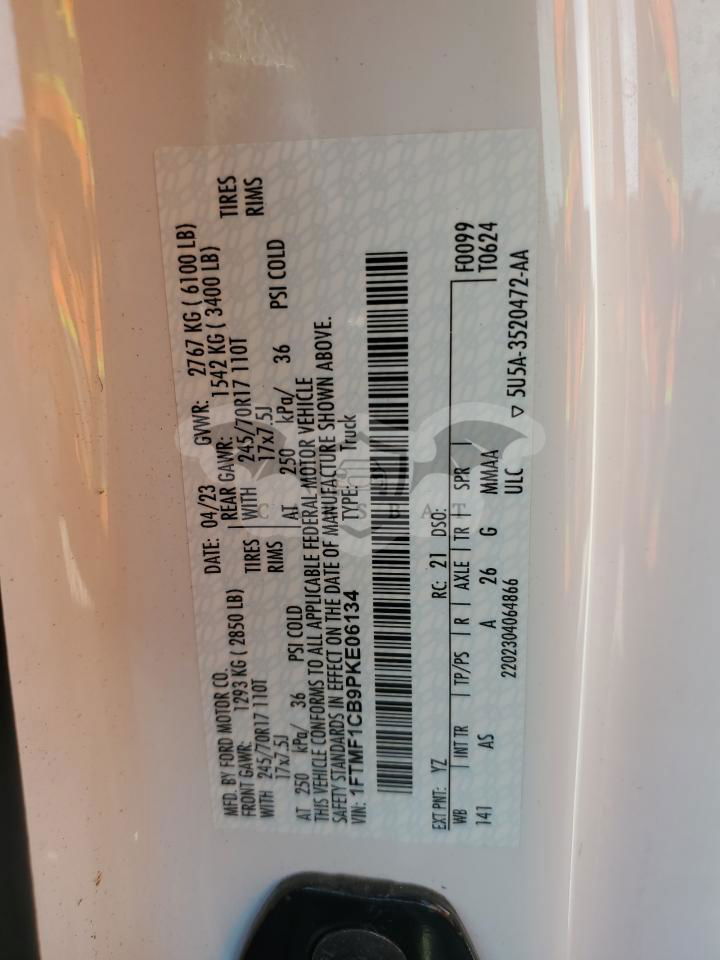 MFD. BY FORD MOTOR CO.
DATE: 04/23 GVWR: 2767 KG ( 6100 LB)
FRONT GAWR: 1293 KG ( 2850 LB) REAR GAWR: 1542 KG ( 3400 LB)
WITH 245/70R17 110T TIRES WITH 245/70R17 110T TIRES
17x7.5J RIMS 17x7.5J RIMS
AT 250 kPa/ 36 PSI COLD AT 250 kPa/ 36 PSI COLD
THIS VEHICLE CONFORMS TO ALL APPLICABLE FEDERAL MOTOR VEHICLE
SAFETY STANDARDS IN EFFECT ON THE DATE OF MANUFACTURE SHOWN ABOVE.
VIN: 1FTMF1CB9PKE06134 TYPE: Truck
EXT PNT: YZ RC: 21 DSO: F0099
WB INT TR TP/PS R AXLE TR SPR T0624
141 AS A 26 G MMAA
ULC
2202304064866 5U5A-3520472-AA